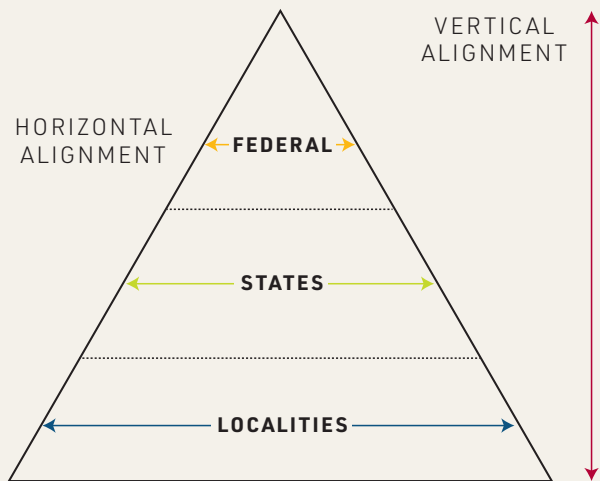 VERTICAL
ALIGNMENT
HORIZONTAL
ALIGNMENT
FEDERAL
STATES
LOCALITIES